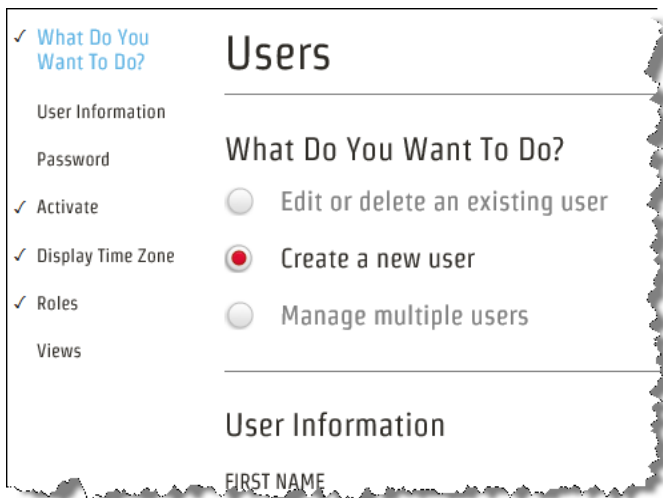 ✓ What Do You
Want To Do?
User Information
Password
✓ Activate
✓ Display Time Zone
✓ Roles
Views
Users
What Do You Want To Do?
Edit or delete an existing user
Create a new user
Manage multiple users
User Information
FIRST NAME